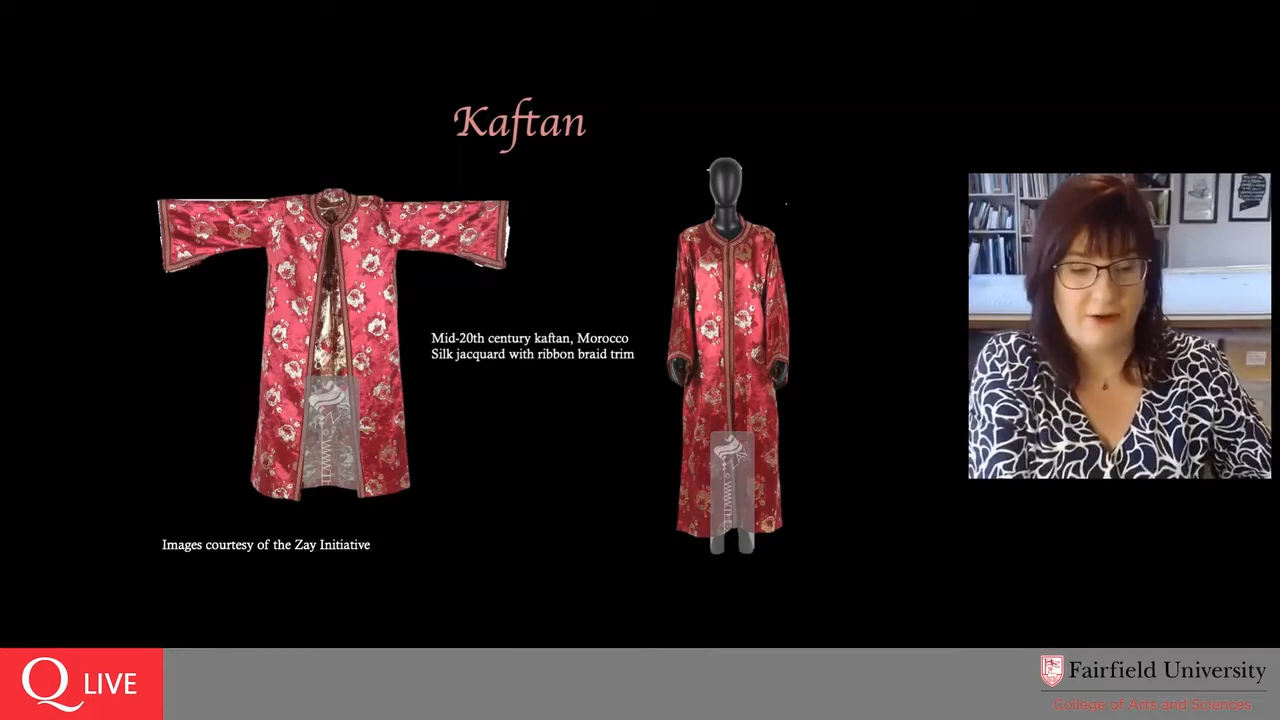 Kaftan
Mid-20th century kaftan, Morocco
Silk jacquard with ribbon braid trim
Images courtesy of the Zay Initiative
Q LIVE
Fairfield University
College of Arts and Sciences